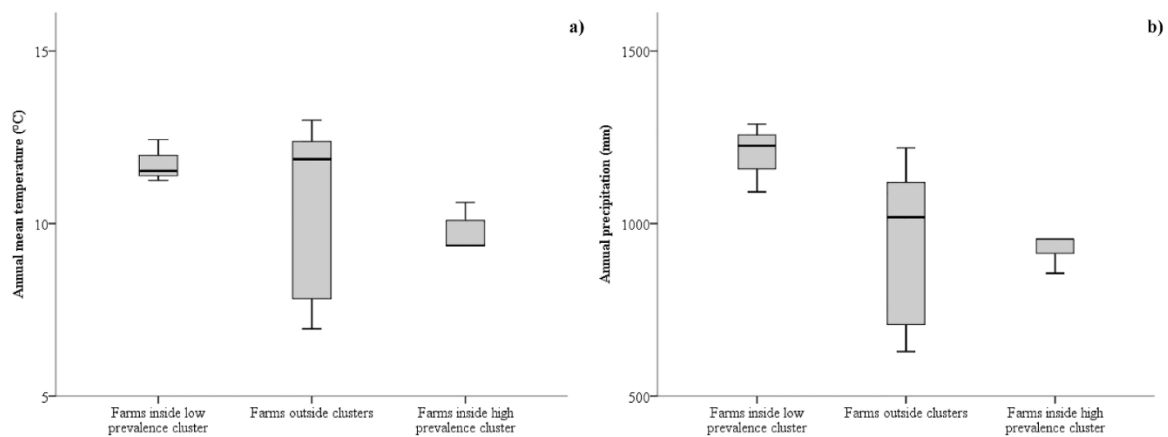 a)
15
10
5
Annual mean temperature (°C)
Farms inside low
prevalence cluster
Farms outside clusters
Farms inside high
prevalence cluster
b)
1500
1000
500
Annual precipitation (mm)
Farms inside low
prevalence cluster
Farms outside clusters
Farms inside high
prevalence cluster